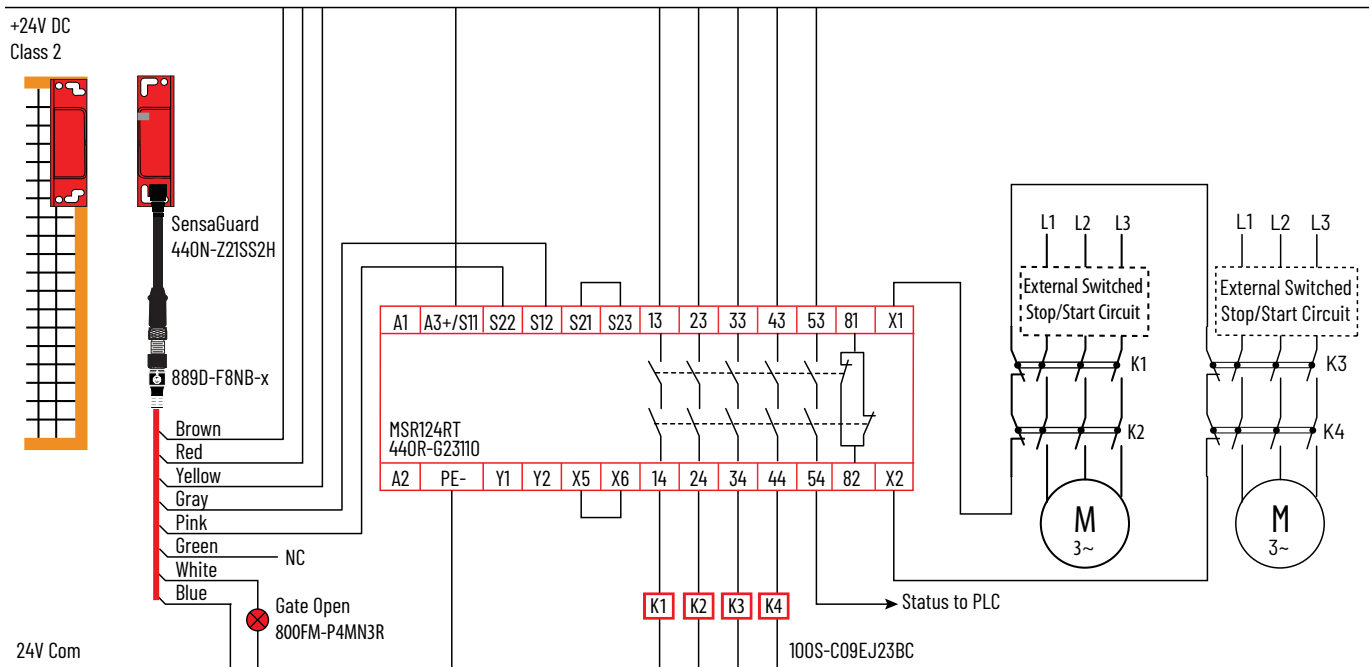 +24V DC
Class 2
SensaGuard
440N-Z21SS2H
889D-F8NB-x
Brown
Red
Yellow
Gray
Pink
Green
NC
White
Blue
Gate Open
800FM-P4MN3R
24V Com
A1 A3+/S11 S22 S12 S21 S23 13 23 33 43 53 81 X1
MSR124RT
440R-G23110
A2 PE- Y1 Y2 X5 X6 14 24 34 44 54 82 X2
K1 K2 K3 K4
Status to PLC
100S-C09EJ23BC
L1 L2 L3
External Switched
Stop/Start Circuit
K1
K2
M
3~
L1 L2 L3
External Switched
Stop/Start Circuit
K3
K4
M
3~